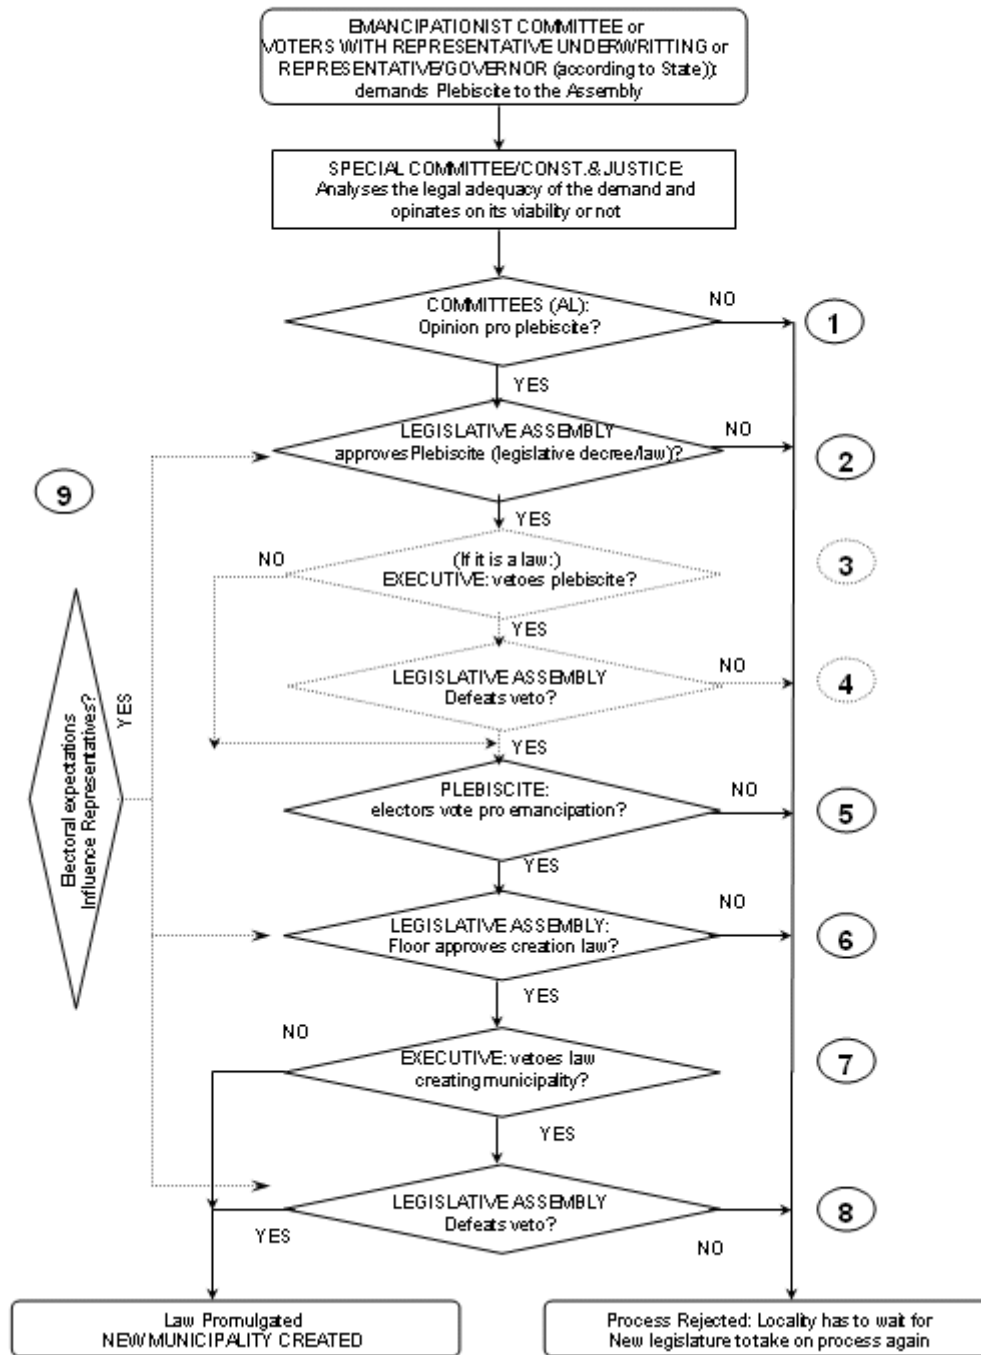 EMANCIPATIONIST COMMITTEE or
VOTERS WITH REPRESENTATIVE UNDERWRITTING or
REPRESENTATIVE/GOVERNOR (according to State)):
demands Plebiscite to the Assembly
SPECIAL COMMITTEE/CONST.& JUSTICE:
Analyses the legal adequacy of the demand and
opinates on its viability or not
COMMITTEES (AL):
Opinion pro plebiscite?
NO
1
YES
LEGISLATIVE ASSEMBLY
approves Plebiscite (legislative decree/law)?
NO
2
9
YES
(If it is a law:)
EXECUTIVE: vetoes plebiscite?
NO
3
YES
LEGISLATIVE ASSEMBLY
Defeats veto?
NO
4
YES
Electoral expectations
Influence Representatives?
YES
PLEBISCITE:
electors vote pro emancipation?
NO
5
YES
LEGISLATIVE ASSEMBLY:
Floor approves creation law?
NO
6
YES
NO
EXECUTIVE: vetoes law
creating municipality?
7
YES
LEGISLATIVE ASSEMBLY
Defeats veto?
8
YES
NO
Law Promulgated
NEW MUNICIPALITY CREATED
Process Rejected: Locality has to wait for
New legislature to take on process again